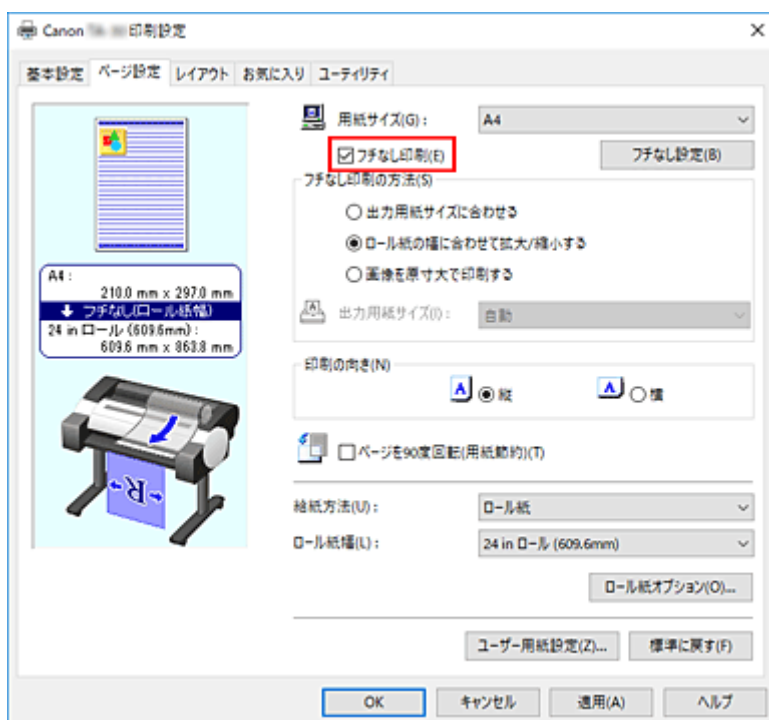 Canon 印刷設定
基本設定 ページ設定 レイアウト お気に入り ユーティリティ
用紙サイズ(G): A4
フチなし印刷(E) フチなし設定(B)
フチなし印刷の方法(S)
出力用紙サイズに合わせる
ロール紙の幅に合わせて拡大/縮小する
画像を原寸大で印刷する
出力用紙サイズ(I): 自動
A4:
210.0 mm x 297.0 mm
フチなし(ロール紙幅)
24 in ロール (609.6mm):
609.6 mm x 863.8 mm
R
印刷の向き(N)
A 縦 A 横
ページを90度回転(用紙節約)(T)
給紙方法(U): ロール紙
ロール紙幅(L): 24 in ロール (609.6mm)
ロール紙オプション(O)...
ユーザー用紙設定(Z)... 標準に戻す(F)
OK キャンセル 適用(A) ヘルプ